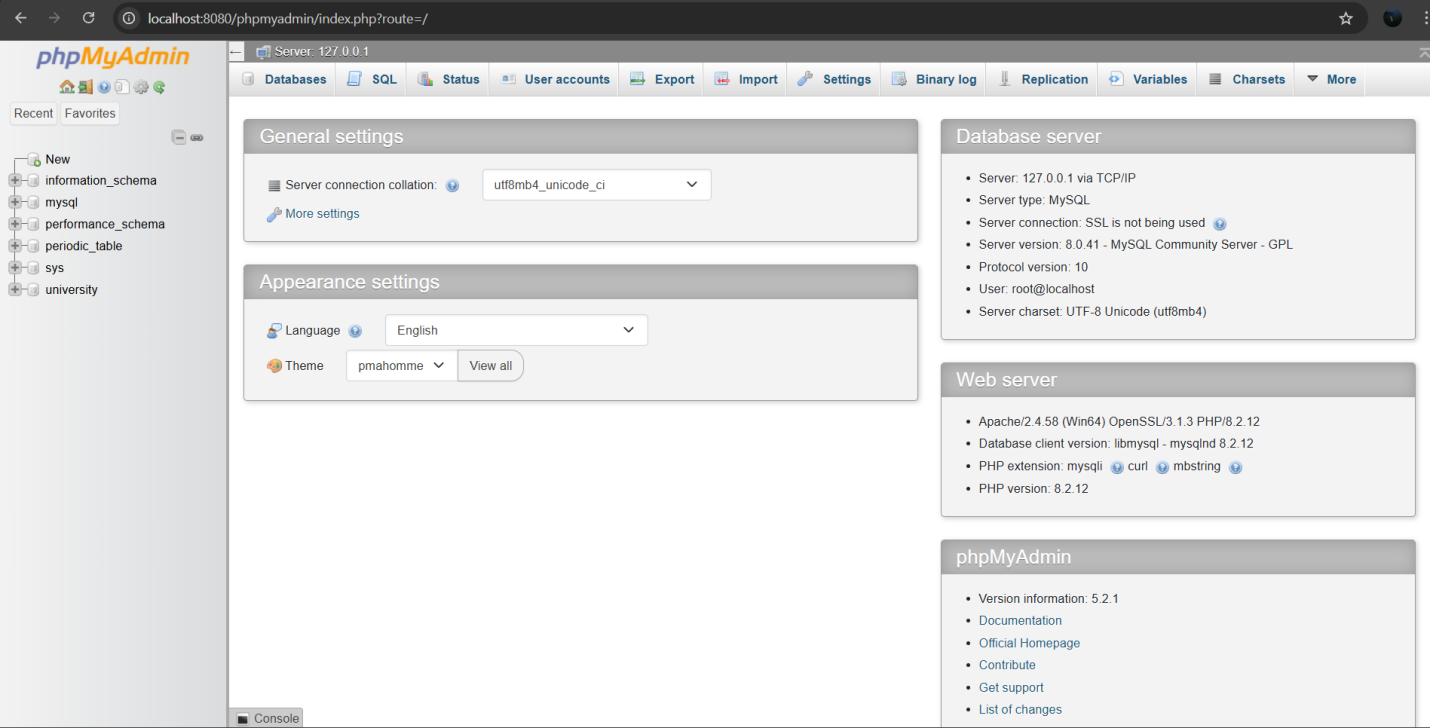 localhost:8080/phpmyadmin/index.php?route=/
phpMyAdmin
Recent Favorites
New
information_schema
mysql
performance_schema
periodic_table
sys
university
Server: 127.0.0.1
Databases SQL Status User accounts Export Import Settings Binary log Replication Variables Charsets More
General settings
Server connection collation: utf8mb4_unicode_ci
More settings
Appearance settings
Language English
Theme pmahomme View all
Database server
Server: 127.0.0.1 via TCP/IP
Server type: MySQL
Server connection: SSL is not being used
Server version: 8.0.41 - MySQL Community Server - GPL
Protocol version: 10
User: root@localhost
Server charset: UTF-8 Unicode (utf8mb4)
Web server
Apache/2.4.58 (Win64) OpenSSL/3.1.3 PHP/8.2.12
Database client version: libmysql - mysqlnd 8.2.12
PHP extension: mysqli curl mbstring
PHP version: 8.2.12
phpMyAdmin
Version information: 5.2.1
Documentation
Official Homepage
Contribute
Get support
List of changes
Console